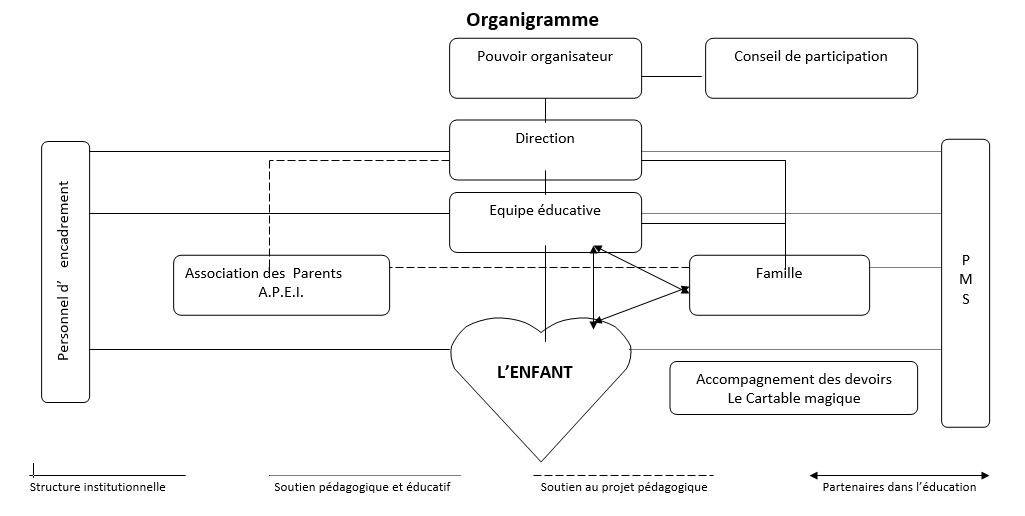 Organigramme
Pouvoir organisateur
Conseil de participation
Direction
Equipe éducative
Personnel d’ encadrement
Association des Parents
A.P.E.I.
Famille
P
M
S
L’ENFANT
Accompagnement des devoirs
Le Cartable magique
Structure institutionnelle
Soutien pédagogique et éducatif
Soutien au projet pédagogique
Partenaires dans l’éducation